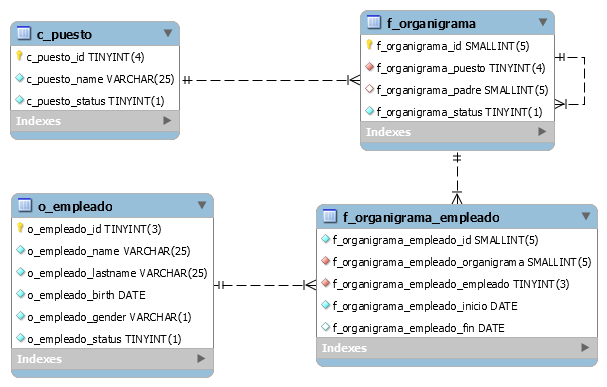 c_puesto
c_puesto_id TINYINT(4)
c_puesto_name VARCHAR(25)
c_puesto_status TINYINT(1)
Indexes
f_organigrama
f_organigrama_id SMALLINT(5)
f_organigrama_puesto TINYINT(4)
f_organigrama_padre SMALLINT(5)
f_organigrama_status TINYINT(1)
Indexes
o_empleado
o_empleado_id TINYINT(3)
o_empleado_name VARCHAR(25)
o_empleado_lastname VARCHAR(25)
o_empleado_birth DATE
o_empleado_gender VARCHAR(1)
o_empleado_status TINYINT(1)
Indexes
f_organigrama_empleado
f_organigrama_empleado_id SMALLINT(5)
f_organigrama_empleado_organigrama SMALLINT(5)
f_organigrama_empleado_empleado TINYINT(3)
f_organigrama_empleado_inicio DATE
f_organigrama_empleado_fin DATE
Indexes